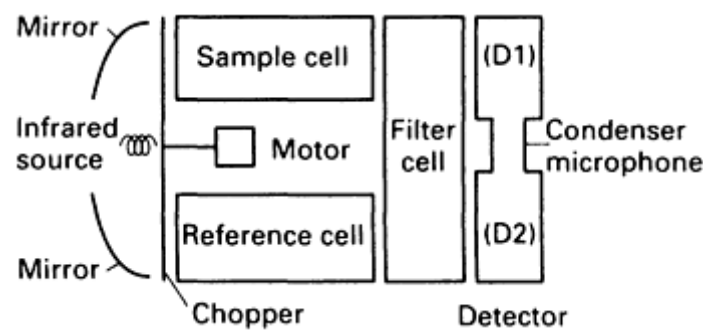 Mirror
Sample cell
(D1)
Infrared
source
Motor
Filter
cell
Condenser
microphone
Reference cell
(D2)
Mirror
Chopper
Detector